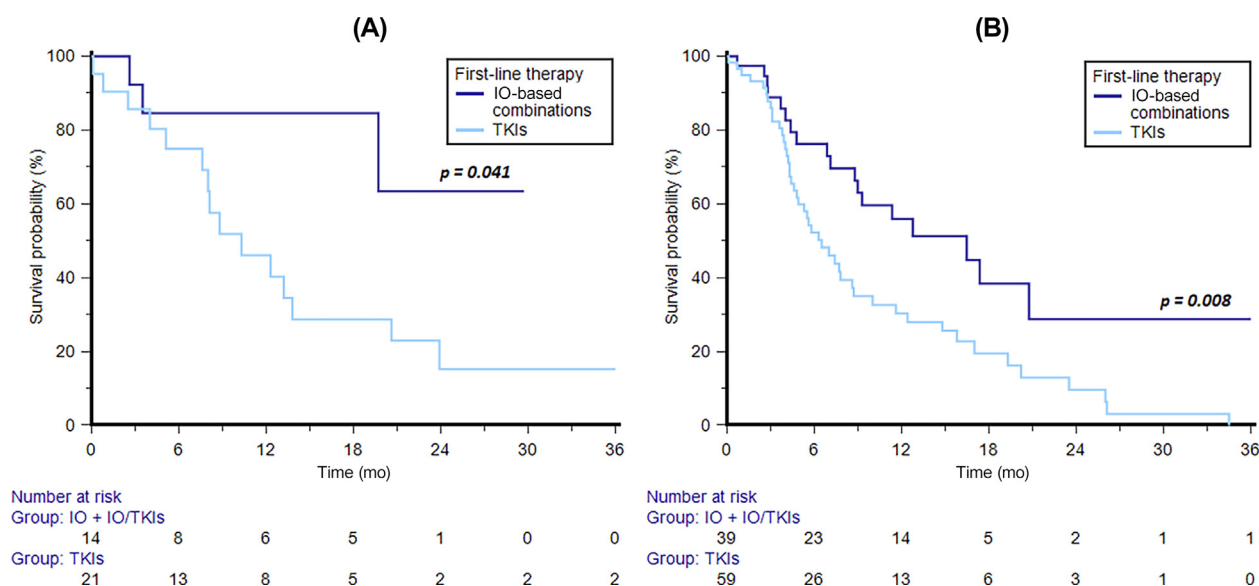 (A)
Survival probability (%)
100
80
60
40
20
0
First-line therapy
IO-based
combinations
TKIs
p = 0.041
0 6 12 18 24 30 36
Time (mo)
Number at risk
Group: IO + IO/TKIs
14 8 6 5 1 0 0
Group: TKIs
21 13 8 5 2 2 2
(B)
Survival probability (%)
100
80
60
40
20
0
First-line therapy
IO-based
combinations
TKIs
p = 0.008
0 6 12 18 24 30 36
Time (mo)
Number at risk
Group: IO + IO/TKIs
39 23 14 5 2 1 1
Group: TKIs
59 26 13 6 3 1 0